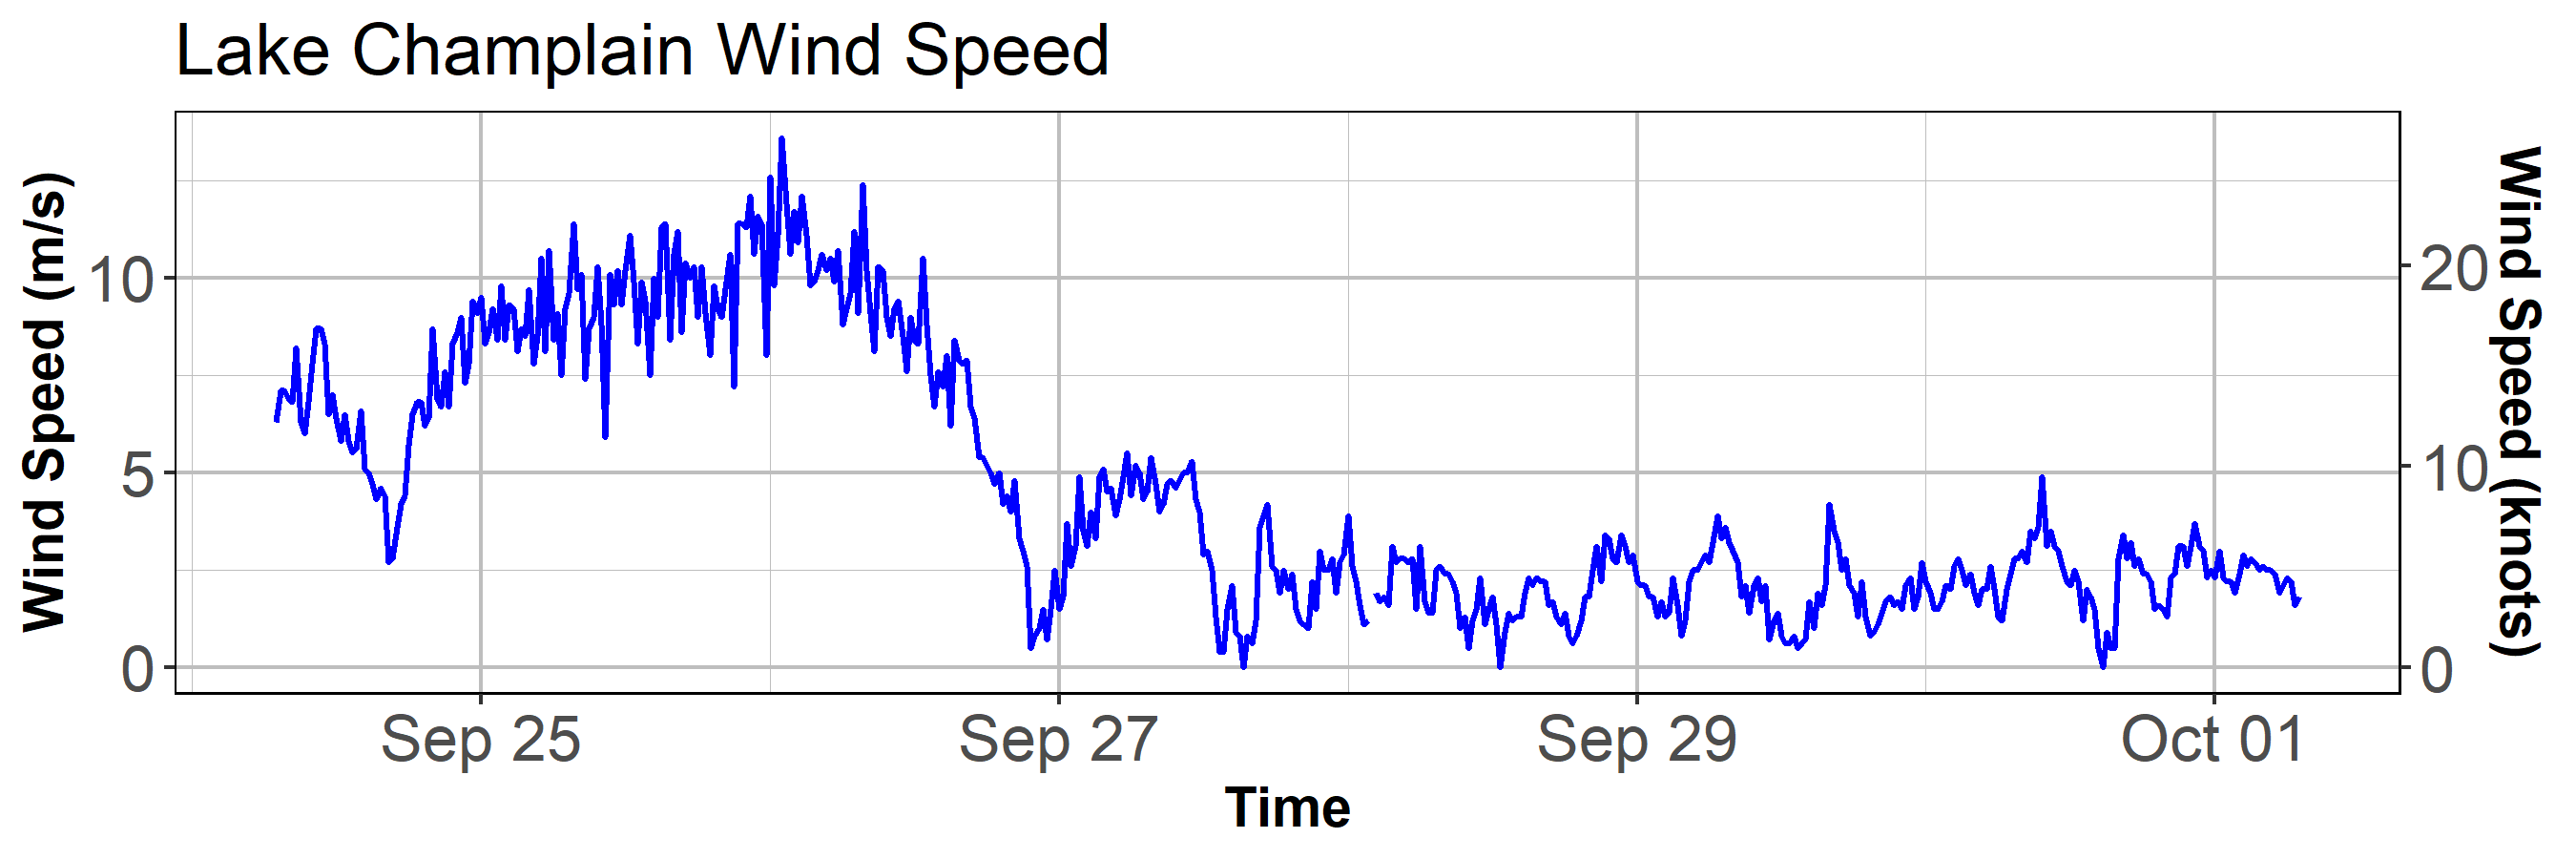 Lake Champlain Wind Speed
Wind Speed (m/s)
10
5
0
20
10
0
Wind Speed (knots)
Sep 25
Sep 27
Sep 29
Oct 01
Time